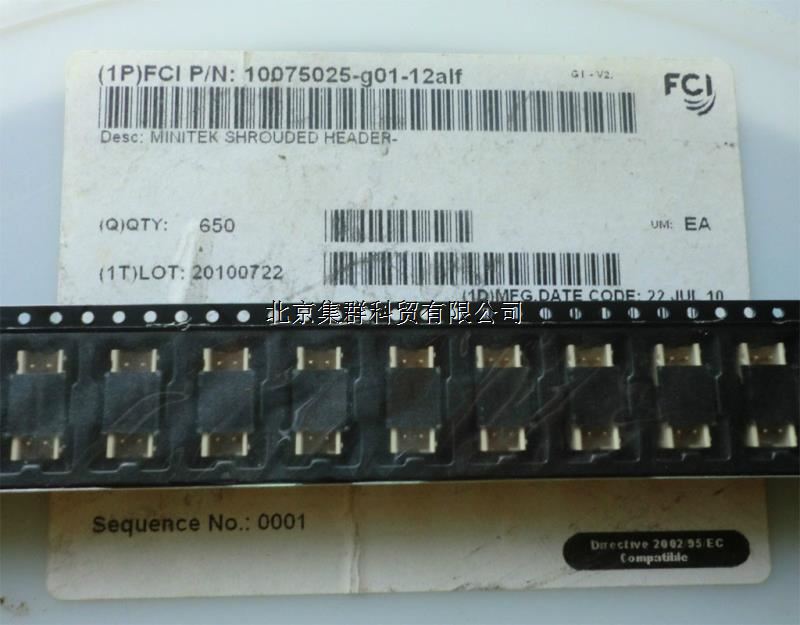 (1P)FCI P/N: 10075025-g01-12alf
G1 - V2.
FCI
Desc: MINITEK SHROUDED HEADER-
(Q)QTY: 650
UM: EA
(1T)LOT: 20100722
(1D)MFG.DATE CODE: 22 JUL 10
北京集群科贸有限公司
Sequence No.: 0001
Directive 2002/95/EC
Compatible